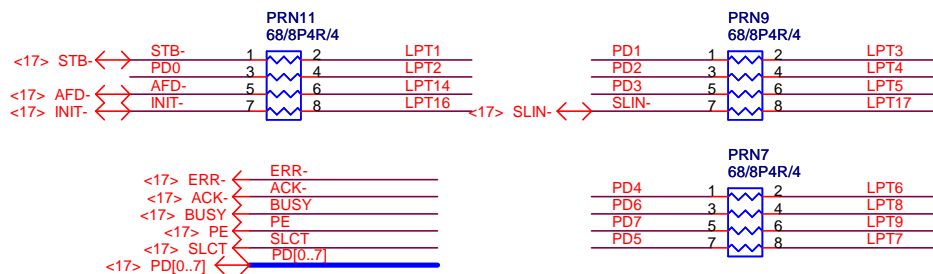 PRN11
68/8P4R/4
<17> STB- STB- 1 2 LPT1
PD0 3 4 LPT2
<17> AFD- AFD- 5 6 LPT14
<17> INIT- INIT- 7 8 LPT16
PRN9
68/8P4R/4
PD1 1 2 LPT3
PD2 3 4 LPT4
PD3 5 6 LPT5
<17> SLIN- SLIN- 7 8 LPT17
<17> ERR- ERR-
<17> ACK- ACK-
<17> BUSY BUSY
<17> PE PE
<17> SLCT SLCT
<17> PD[0..7] PD[0..7]
PRN7
68/8P4R/4
PD4 1 2 LPT6
PD6 3 4 LPT8
PD7 5 6 LPT9
PD5 7 8 LPT7